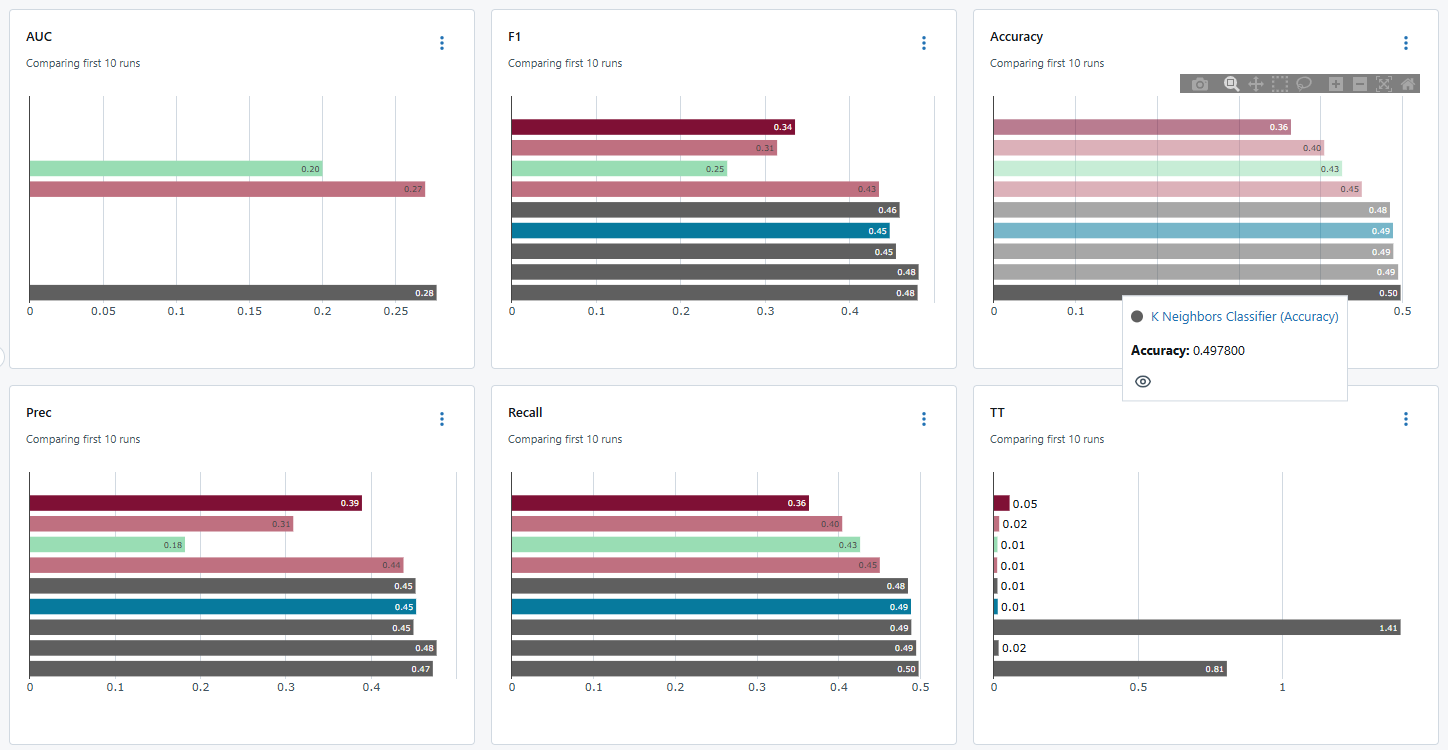 AUC
Comparing first 10 runs
0.20
0.27
0.28
0 0.05 0.1 0.15 0.2 0.25
F1
Comparing first 10 runs
0.34
0.31
0.25
0.43
0.46
0.45
0.45
0.48
0.48
0 0.1 0.2 0.3 0.4
Accuracy
Comparing first 10 runs
0.36
0.40
0.43
0.45
0.48
0.49
0.49
0.49
0.50
0 0.1 0.5
K Neighbors Classifier (Accuracy)
Accuracy: 0.497800
Prec
Comparing first 10 runs
0.39
0.31
0.18
0.44
0.45
0.45
0.45
0.48
0.47
0 0.1 0.2 0.3 0.4
Recall
Comparing first 10 runs
0.36
0.40
0.43
0.45
0.48
0.49
0.49
0.49
0.50
0 0.1 0.2 0.3 0.4 0.5
TT
Comparing first 10 runs
0.05
0.02
0.01
0.01
0.01
0.01
1.41
0.02
0.81
0 0.5 1